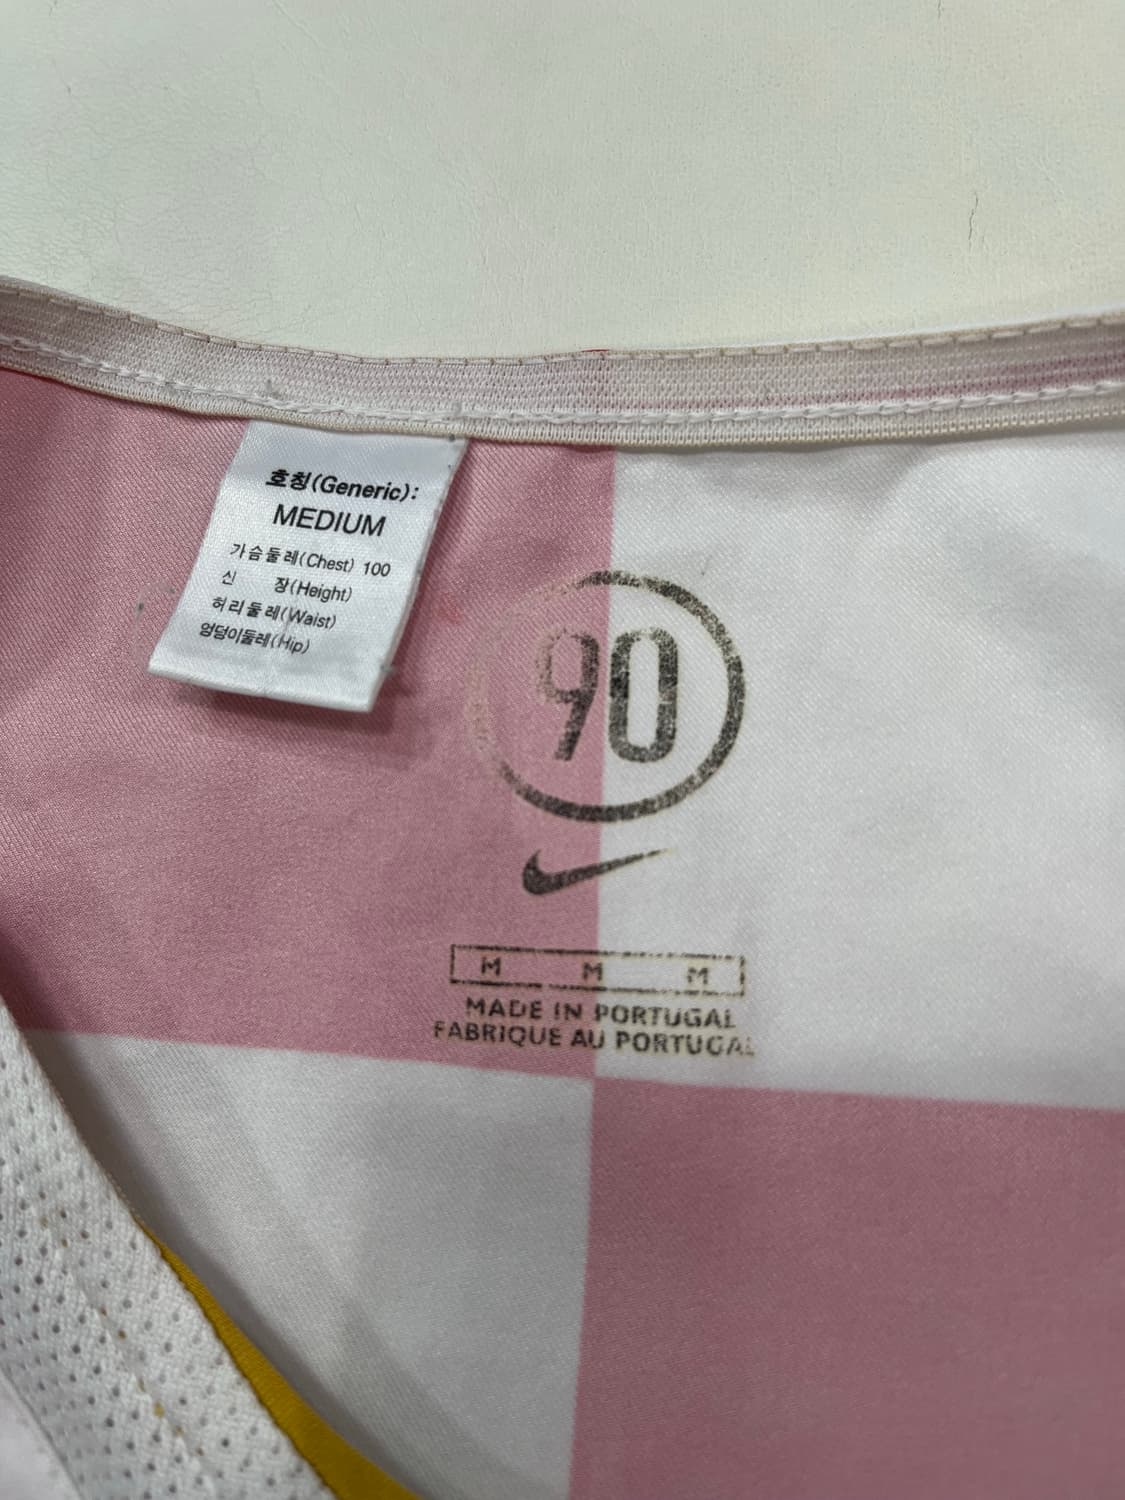 호칭(Generic):
MEDIUM
가슴둘레(Chest) 100
신 장(Height)
허리둘레(Waist)
엉덩이둘레(Hip)
90
M M M
MADE IN PORTUGAL
FABRIQUE AU PORTUGAL